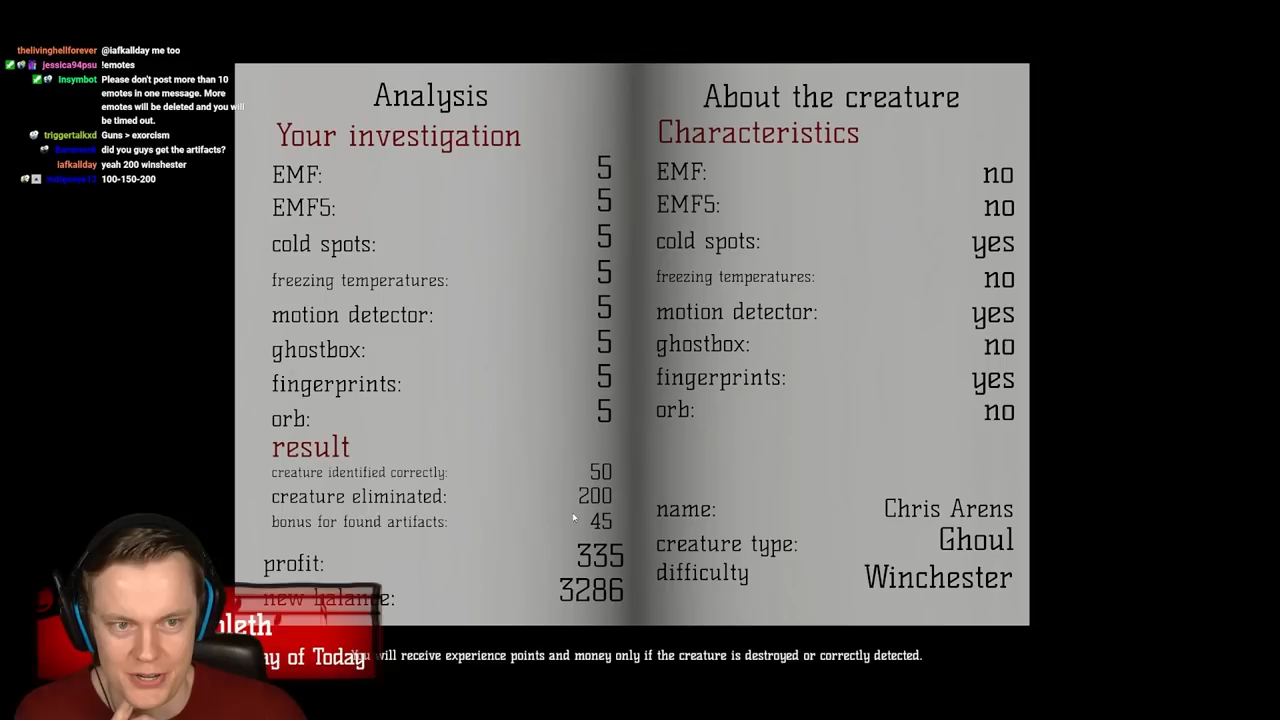 thelivinghellforever @iafkallday me too
jessica94psu !emotes
Insymbot Please don't post more than 10
emotes in one message. More
emotes will be deleted and you will
be timed out.
triggertalkxd Guns > exorcism
did you guys get the artifacts?
iafkallday yeah 200 winshester
100-150-200
Analysis
Your investigation
EMF: 5
EMF5: 5
cold spots: 5
freezing temperatures: 5
motion detector: 5
ghostbox: 5
fingerprints: 5
orb: 5
result
creature identified correctly: 50
creature eliminated: 200
bonus for found artifacts: 45
profit: 335
new balance: 3286
About the creature
Characteristics
EMF: no
EMF5: no
cold spots: yes
freezing temperatures: no
motion detector: yes
ghostbox: no
fingerprints: yes
orb: no
name: Chris Arens
creature type: Ghoul
difficulty Winchester
of Today
will receive experience points and money only if the creature is destroyed or correctly detected.